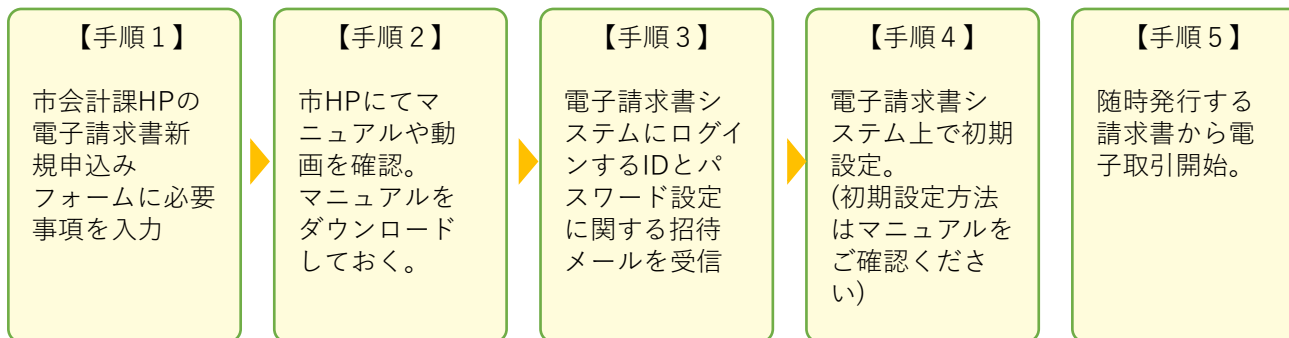 【手順１】
市会計課HPの
電子請求書新
規申込み
フォームに必要
事項を入力
【手順２】
市HPにてマ
ニュアルや動
画を確認。
マニュアルを
ダウンロード
しておく。
【手順３】
電子請求書シ
ステムにログイ
ンするIDとパ
スワード設定
に関する招待
メールを受信
【手順４】
電子請求書シ
ステム上で初期
設定。
(初期設定方法
はマニュアルを
ご確認くださ
い)
【手順５】
随時発行する
請求書から電
子取引開始。